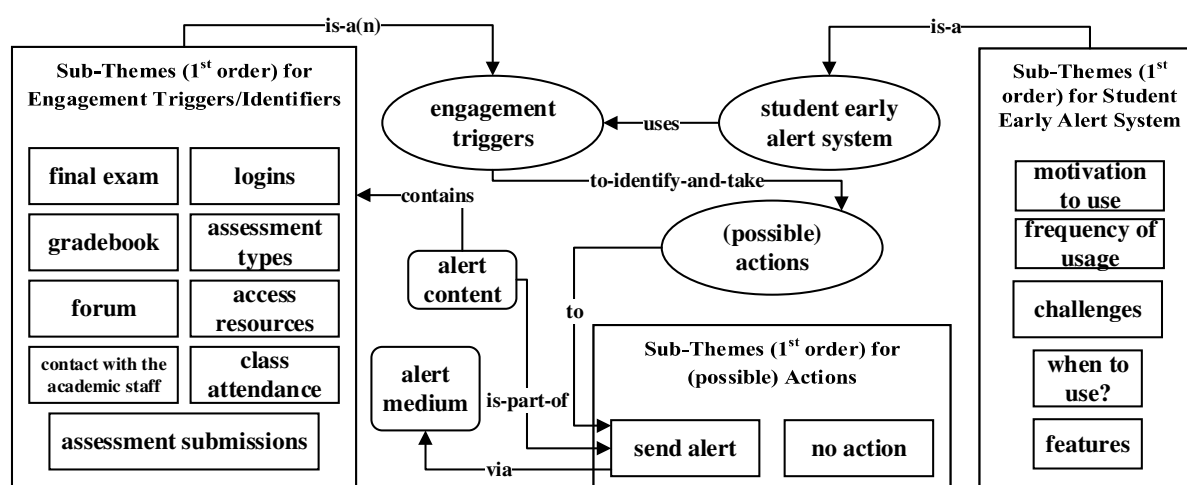 is-a(n)
is-a
Sub-Themes (1st order) for
Engagement Triggers/Identifiers
final exam
logins
gradebook
assessment
types
forum
access
resources
contact with the
academic staff
class
attendance
assessment submissions
engagement
triggers
uses
student early
alert system
to-identify-and-take
contains
(possible)
actions
alert
content
to
alert
medium
is-part-of
via
Sub-Themes (1st order) for
(possible) Actions
send alert
no action
Sub-Themes (1st
order) for Student
Early Alert System
motivation
to use
frequency of
usage
challenges
when to
use?
features